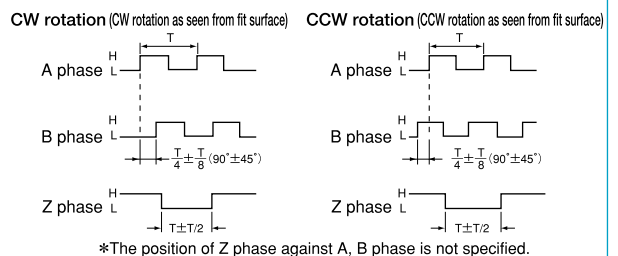 CW rotation (CW rotation as seen from fit surface)
T
A phase H L
B phase H L
T/4 ± T/8 (90˚±45˚)
Z phase H L
T±T/2
CCW rotation (CCW rotation as seen from fit surface)
T
A phase H L
B phase H L
T/4 ± T/8 (90˚±45˚)
Z phase H L
T±T/2
*The position of Z phase against A, B phase is not specified.